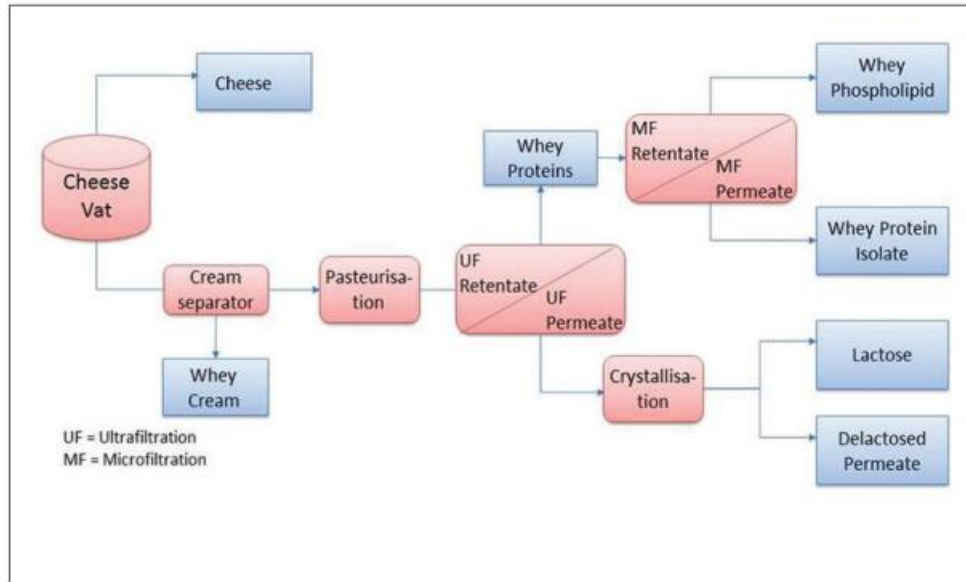 Cheese
Cheese
Vat
Cream
separator
Whey
Cream
Pasteurisa-
tion
UF
Retentate
UF
Permeate
Whey
Proteins
MF
Retentate
MF
Permeate
Whey
Phospholipid
Whey Protein
Isolate
Crystallisa-
tion
Lactose
Delactosed
Permeate
UF = Ultrafiltration
MF = Microfiltration